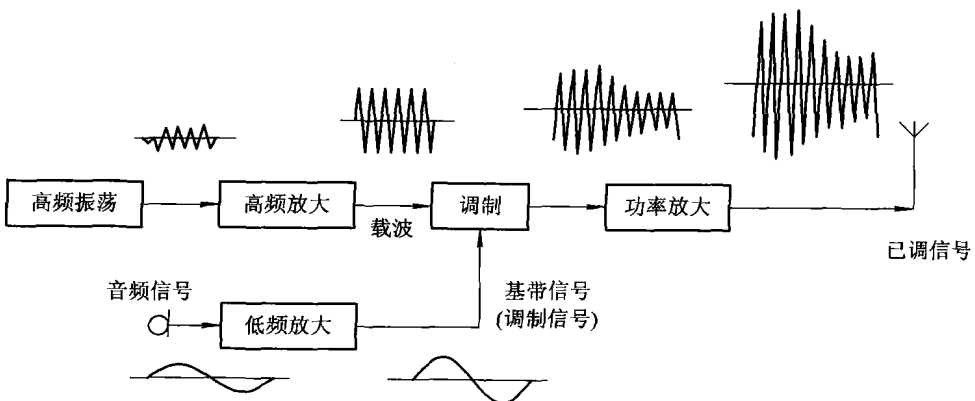 高频振荡
高频放大
载波
调制
功率放大
已调信号
音频信号
低频放大
基带信号
(调制信号)